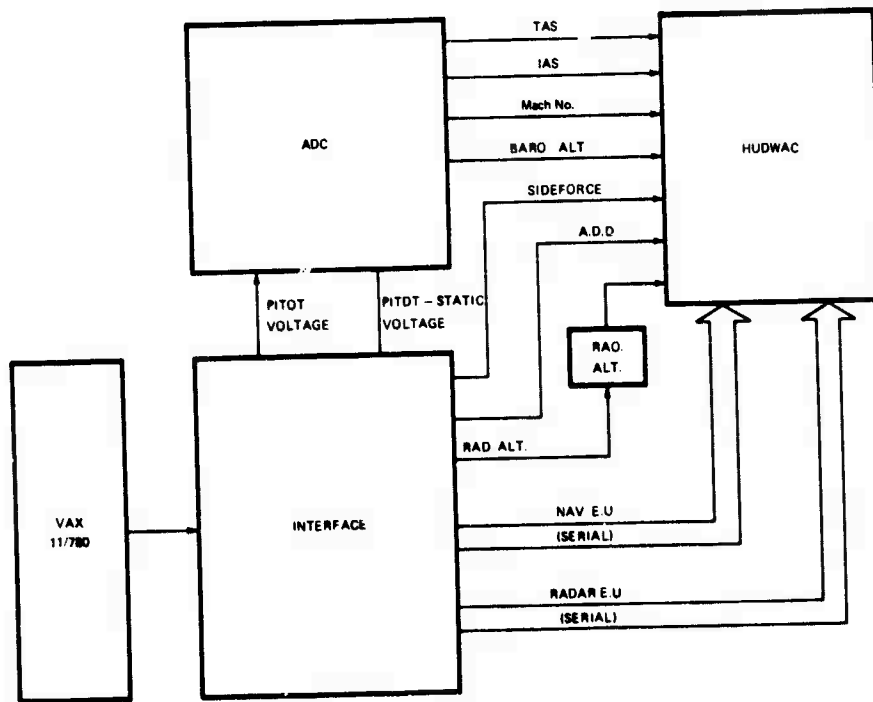 TAS
IAS
Mach No.
ADC
BARO ALT
HUDWAC
SIDEFORCE
A.D.D
PITOT
VOLTAGE
PITDT – STATIC
VOLTAGE
RAO.
ALT.
RAD ALT.
VAX
11/780
INTERFACE
NAV E.U
(SERIAL)
RADAR E.U
(SERIAL)